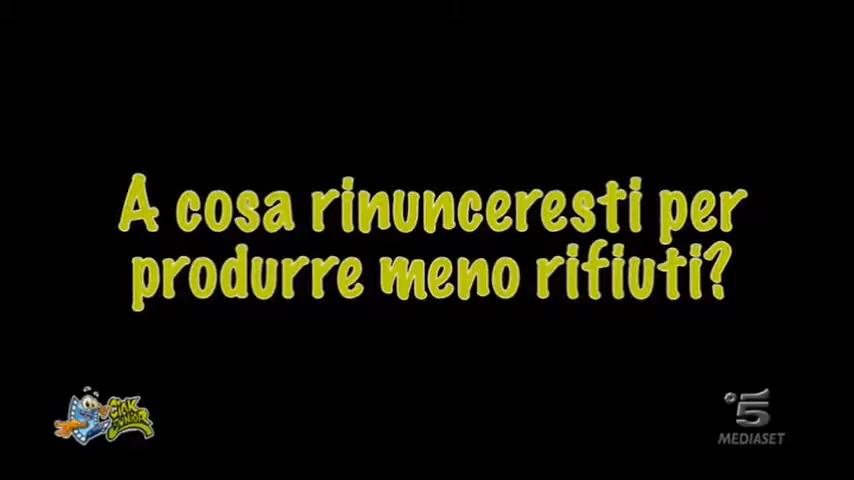 A cosa rinunceresti per
produrre meno rifiuti?
CIAK
JUNIOR
5
MEDIASET